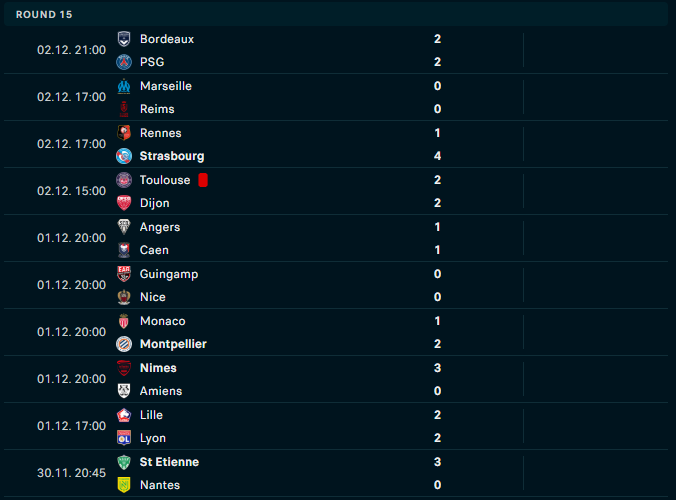 ROUND 15
02.12. 21:00 Bordeaux 2
PSG 2
02.12. 17:00 Marseille 0
Reims 0
02.12. 17:00 Rennes 1
Strasbourg 4
02.12. 15:00 Toulouse 2
Dijon 2
01.12. 20:00 Angers 1
Caen 1
01.12. 20:00 Guingamp 0
Nice 0
01.12. 20:00 Monaco 1
Montpellier 2
01.12. 20:00 Nimes 3
Amiens 0
01.12. 17:00 Lille 2
Lyon 2
30.11. 20:45 St Etienne 3
Nantes 0